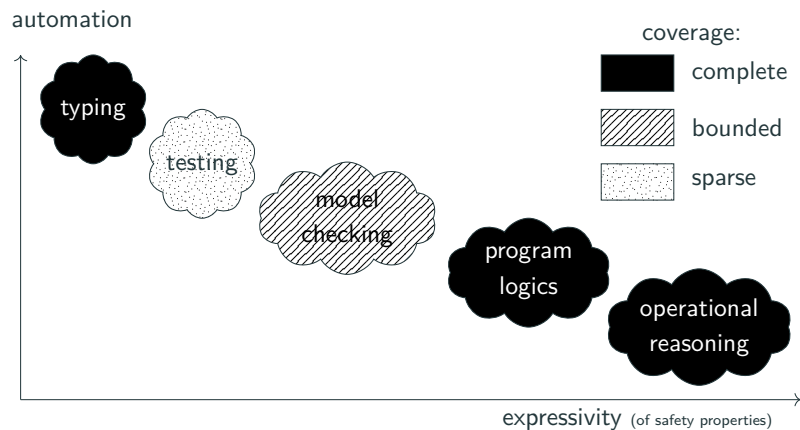 automation
coverage:
complete
bounded
sparse
typing
testing
model
checking
program
logics
operational
reasoning
expressivity (of safety properties)